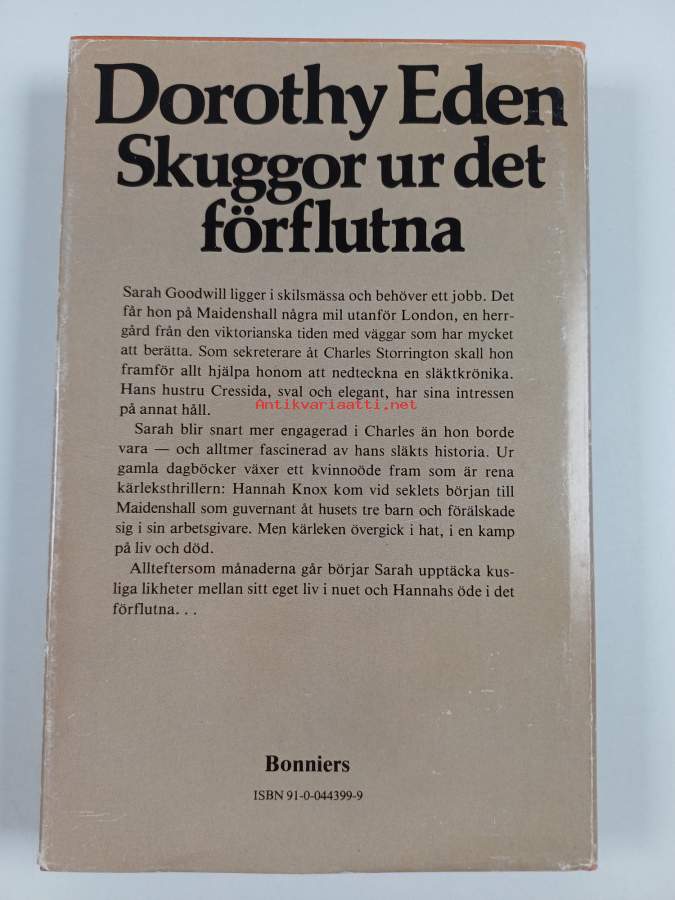 Dorothy Eden
Skuggor ur det
förflutna
Sarah Goodwill ligger i skilsmässa och behöver ett jobb. Det
får hon på Maidenshall några mil utanför London, en herr-
gård från den viktorianska tiden med väggar som har mycket
att berätta. Som sekreterare åt Charles Storrington skall hon
framför allt hjälpa honom att nedteckna en släktkrönika.
Hans hustru Cressida, sval och elegant, har sina intressen
på annat håll.
Antikvariaatti.net
Sarah blir snart mer engagerad i Charles än hon borde
vara — och alltmer fascinerad av hans släkts historia. Ur
gamla dagböcker växer ett kvinnoöde fram som är rena
kärleksthrillern: Hannah Knox kom vid seklets början till
Maidenshall som guvernant åt husets tre barn och förälskade
sig i sin arbetsgivare. Men kärleken övergick i hat, i en kamp
på liv och död.
Allteftersom månaderna går börjar Sarah upptäcka kus-
liga likheter mellan sitt eget liv i nuet och Hannahs öde i det
förflutna. . .
Bonniers
ISBN 91-0-044399-9